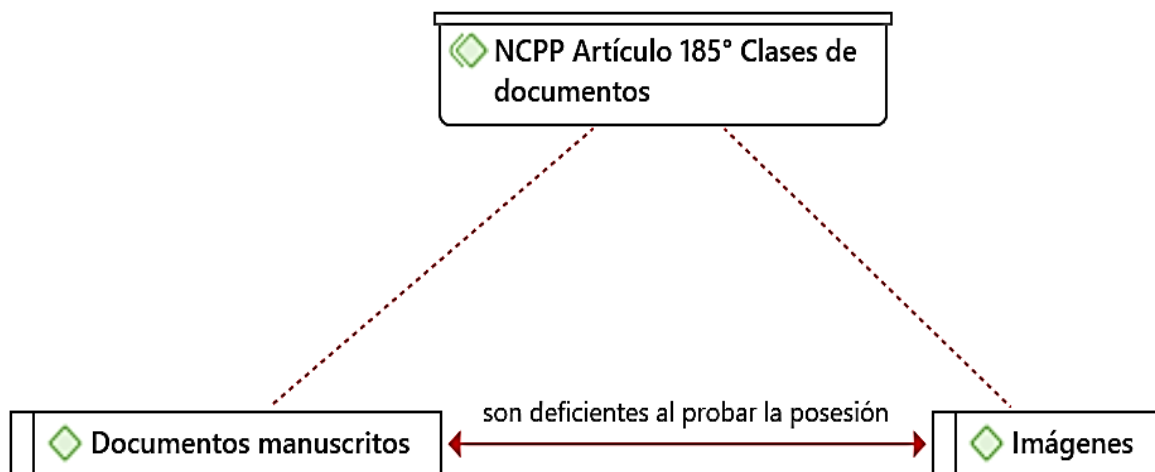 NCPP Artículo 185° Clases de
documentos
son deficientes al probar la posesión
Documentos manuscritos
Imágenes